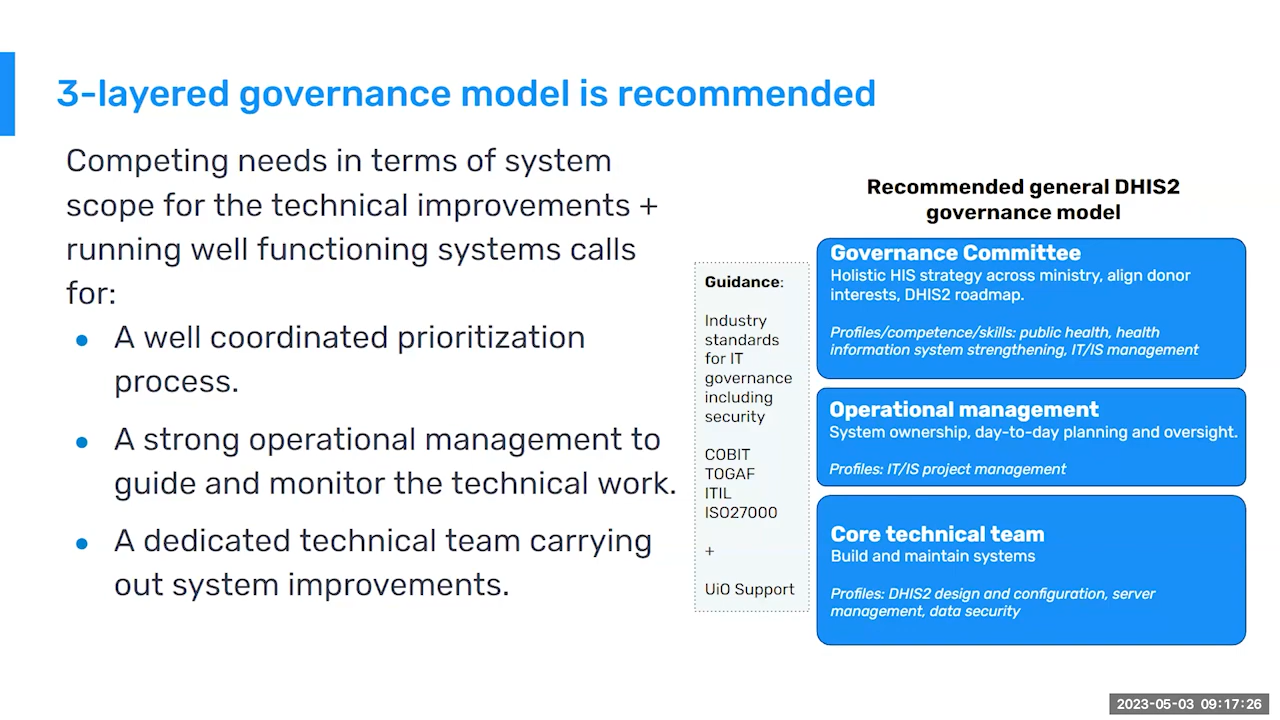 3-layered governance model is recommended
Competing needs in terms of system
scope for the technical improvements +
running well functioning systems calls
for:
● A well coordinated prioritization
process.
● A strong operational management to
guide and monitor the technical work.
● A dedicated technical team carrying
out system improvements.
Recommended general DHIS2
governance model
Guidance:
Industry
standards
for IT
governance
including
security
COBIT
TOGAF
ITIL
ISO27000
+
UiO Support
Governance Committee
Holistic HIS strategy across ministry, align donor
interests, DHIS2 roadmap.
Profiles/competence/skills: public health, health
information system strengthening, IT/IS management
Operational management
System ownership, day-to-day planning and oversight.
Profiles: IT/IS project management
Core technical team
Build and maintain systems
Profiles: DHIS2 design and configuration, server
management, data security
2023-05-03 09:17:26